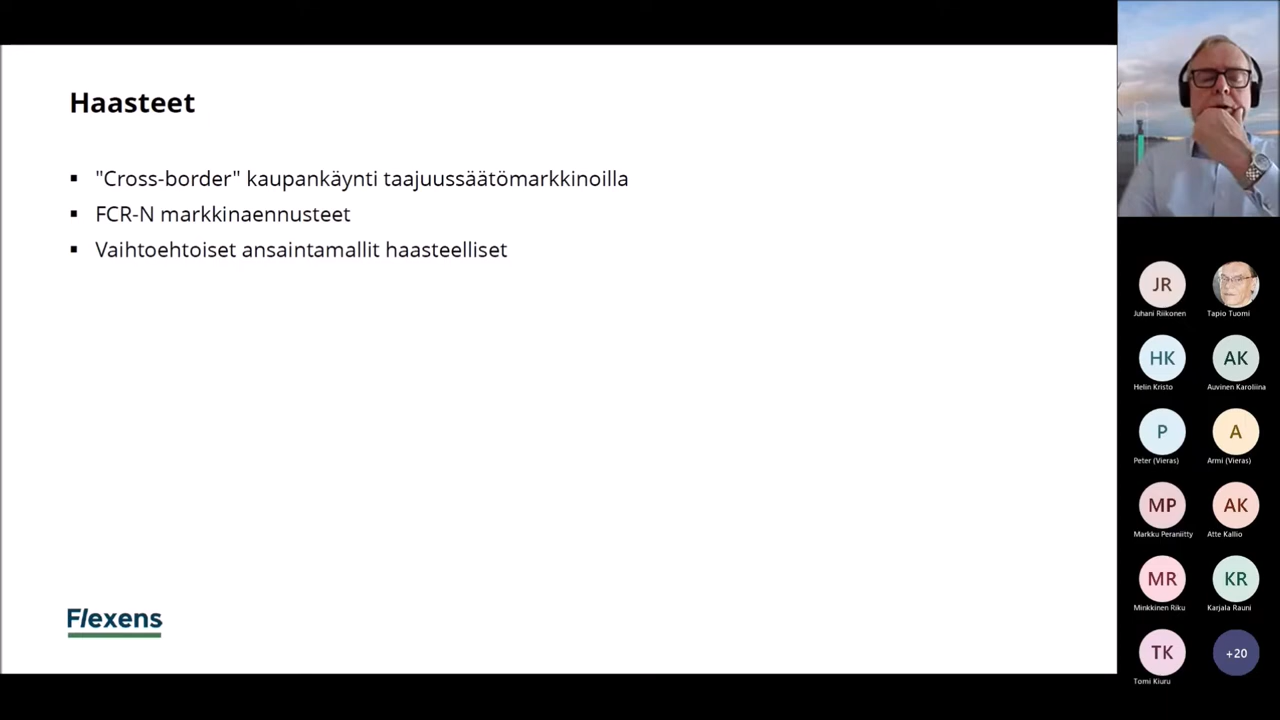 Haasteet
▪ "Cross-border" kaupankäynti taajuussäätömarkkinoilla
▪ FCR-N markkinaennusteet
▪ Vaihtoehtoiset ansaintamallit haasteelliset
Flexens
JR
Juhani Riikonen
Tapio Tuomi
HK
Helin Kristo
AK
Auvinen Karoliina
P
Peter (Vieras)
A
Armi (Vieras)
MP
Markku Peraniitty
AK
Atte Kallio
MR
Minkkinen Riku
KR
Karjala Rauni
TK
Tomi Kiuru
+20